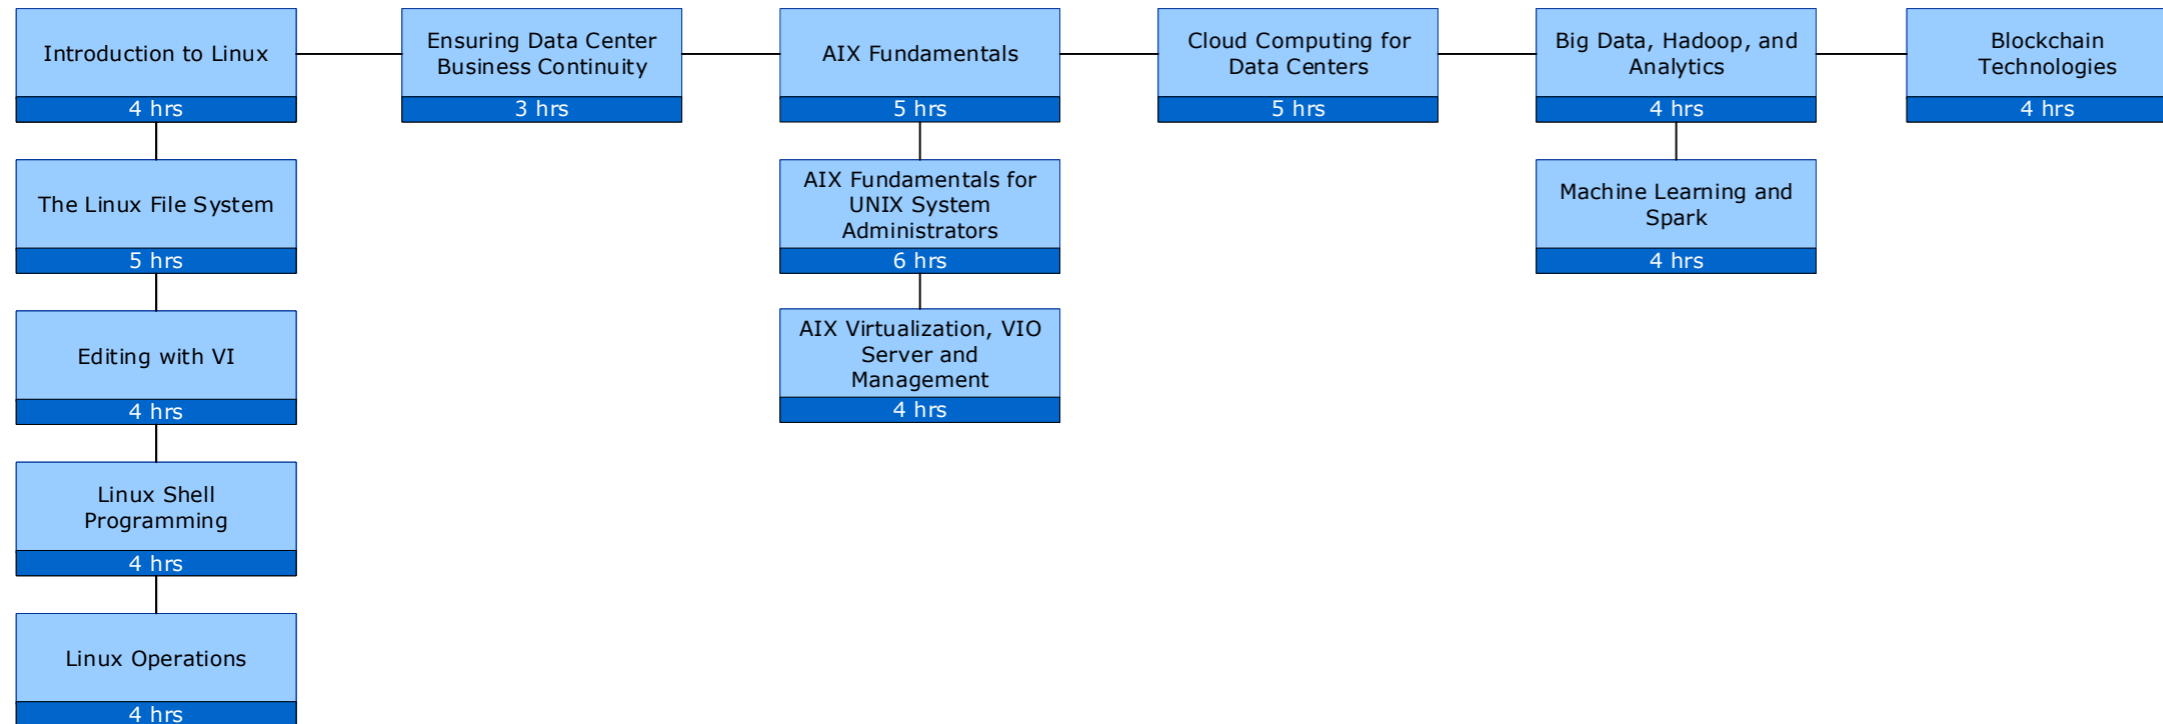 Introduction to Linux
4 hrs
Ensuring Data Center
Business Continuity
3 hrs
AIX Fundamentals
5 hrs
Cloud Computing for
Data Centers
5 hrs
Big Data, Hadoop, and
Analytics
4 hrs
Blockchain
Technologies
4 hrs
The Linux File System
5 hrs
AIX Fundamentals for
UNIX System
Administrators
6 hrs
Machine Learning and
Spark
4 hrs
Editing with VI
4 hrs
AIX Virtualization, VIO
Server and
Management
4 hrs
Linux Shell
Programming
4 hrs
Linux Operations
4 hrs